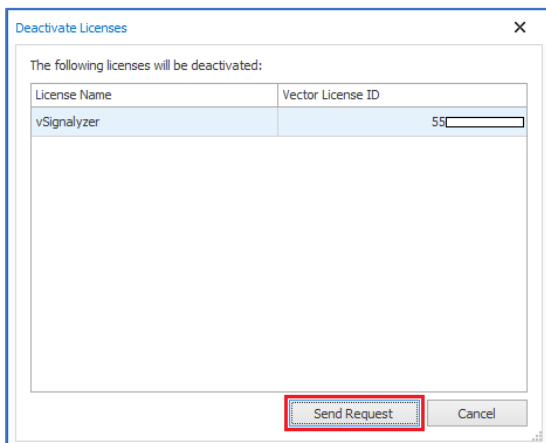 Deactivate Licenses
The following licenses will be deactivated:
License Name Vector License ID
vSignalyzer 55
Send Request Cancel